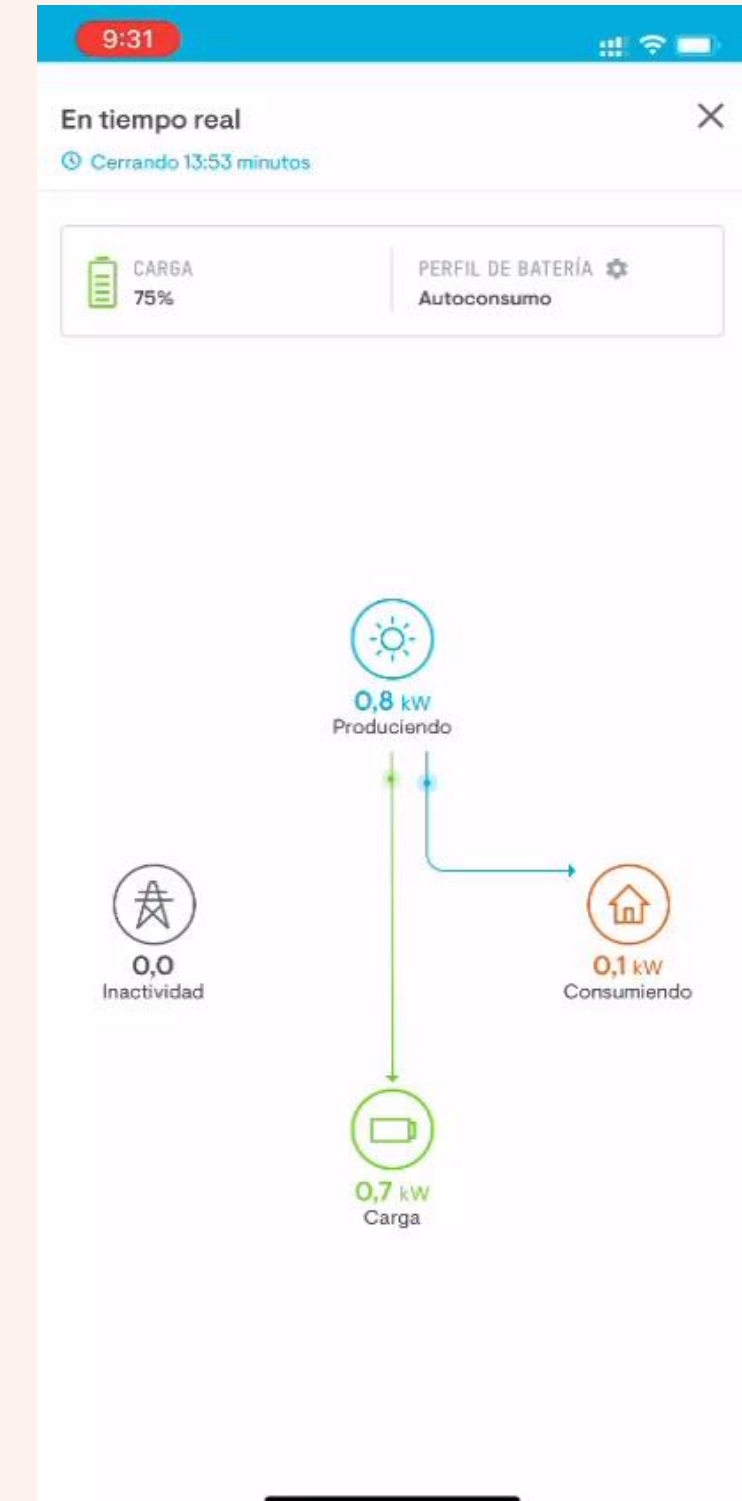 9:31
En tiempo real
Cerrando 13:53 minutos
CARGA
75%
PERFIL DE BATERÍA
Autoconsumo
0,8 kW
Produciendo
0,0
Inactividad
0,1 kW
Consumiendo
0,7 kW
Carga